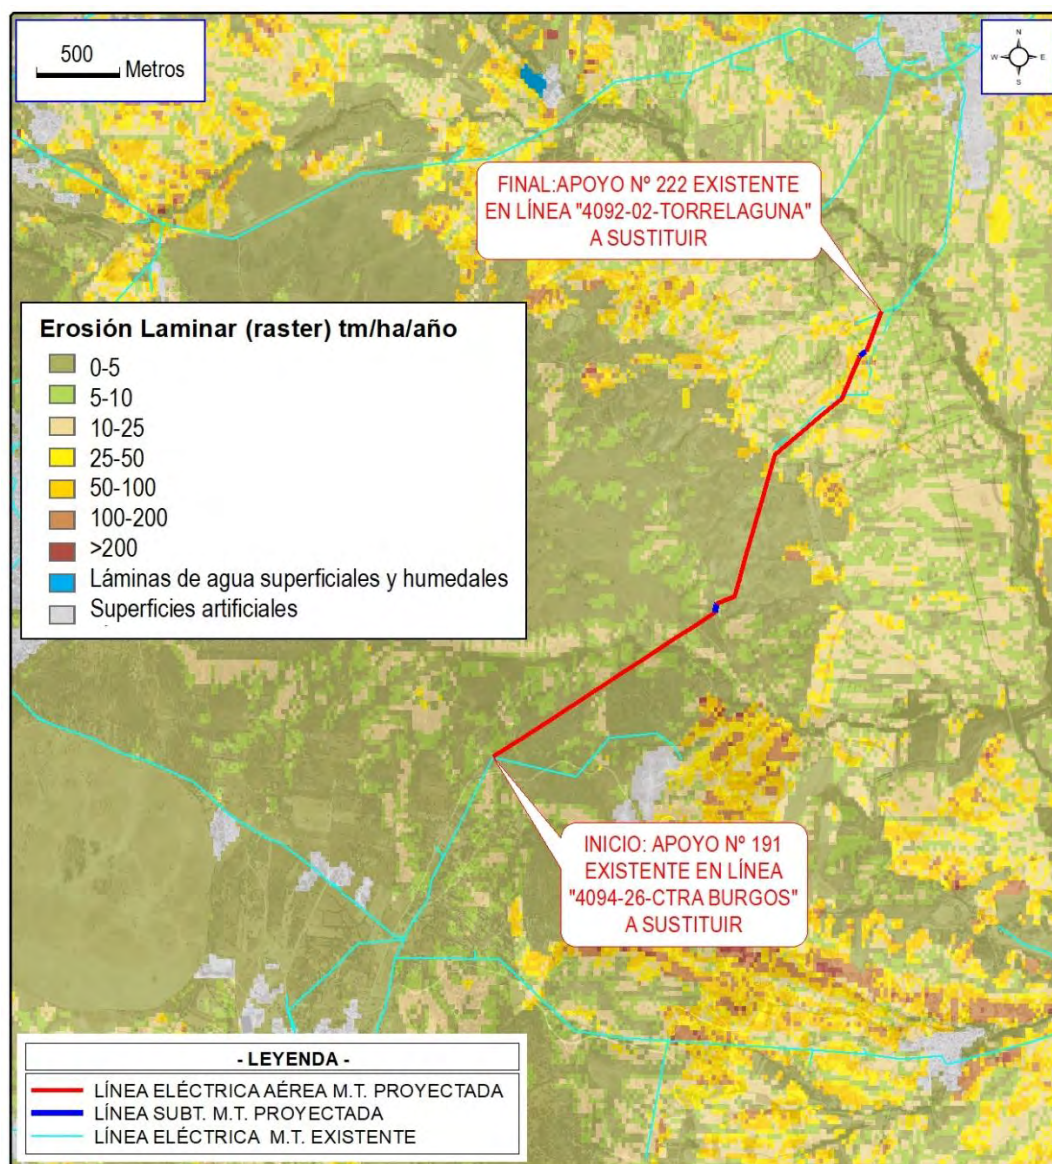 500
Metros
N
W E
S
FINAL:APOYO Nº 222 EXISTENTE
EN LÍNEA "4092-02-TORRELAGUNA"
A SUSTITUIR
Erosión Laminar (raster) tm/ha/año
0-5
5-10
10-25
25-50
50-100
100-200
>200
Láminas de agua superficiales y humedales
Superficies artificiales
INICIO: APOYO Nº 191
EXISTENTE EN LÍNEA
"4094-26-CTRA BURGOS"
A SUSTITUIR
- LEYENDA -
LÍNEA ELÉCTRICA AÉREA M.T. PROYECTADA
LÍNEA SUBT. M.T. PROYECTADA
LÍNEA ELÉCTRICA M.T. EXISTENTE